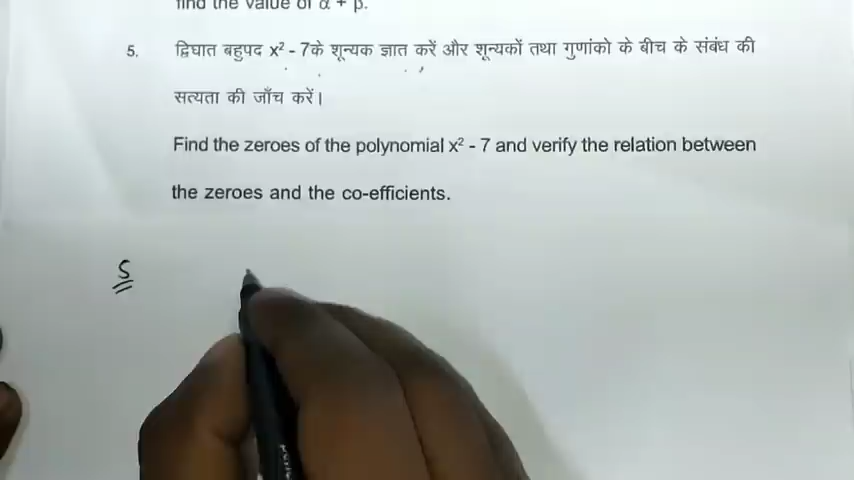 find the value of α + β.
5. द्विघात बहुपद x² - 7के शून्यक ज्ञात करें और शून्यकों तथा गुणांको के बीच के संबंध की
सत्यता की जाँच करें।
Find the zeroes of the polynomial x² - 7 and verify the relation between
the zeroes and the co-efficients.
5